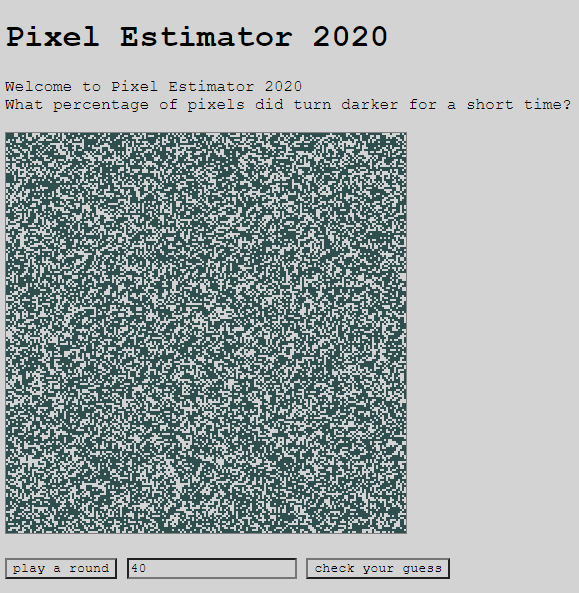 Pixel Estimator 2020
Welcome to Pixel Estimator 2020
What percentage of pixels did turn darker for a short time?
play a round 40 check your guess